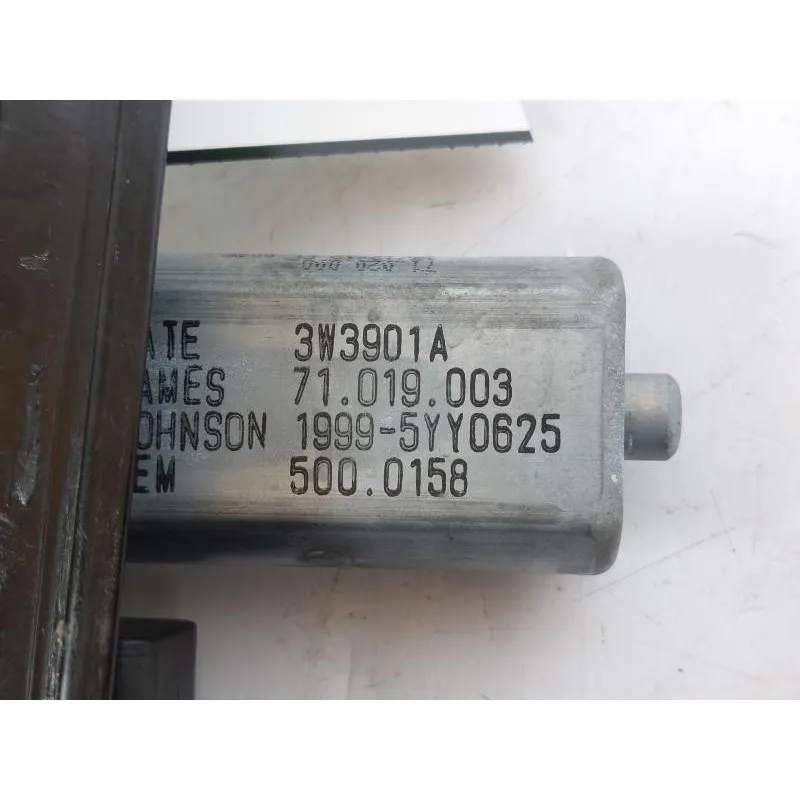 ATE 3W3901A
AMES 71.019.003
OHNSON 1999-5YY0625
EM 500.0158